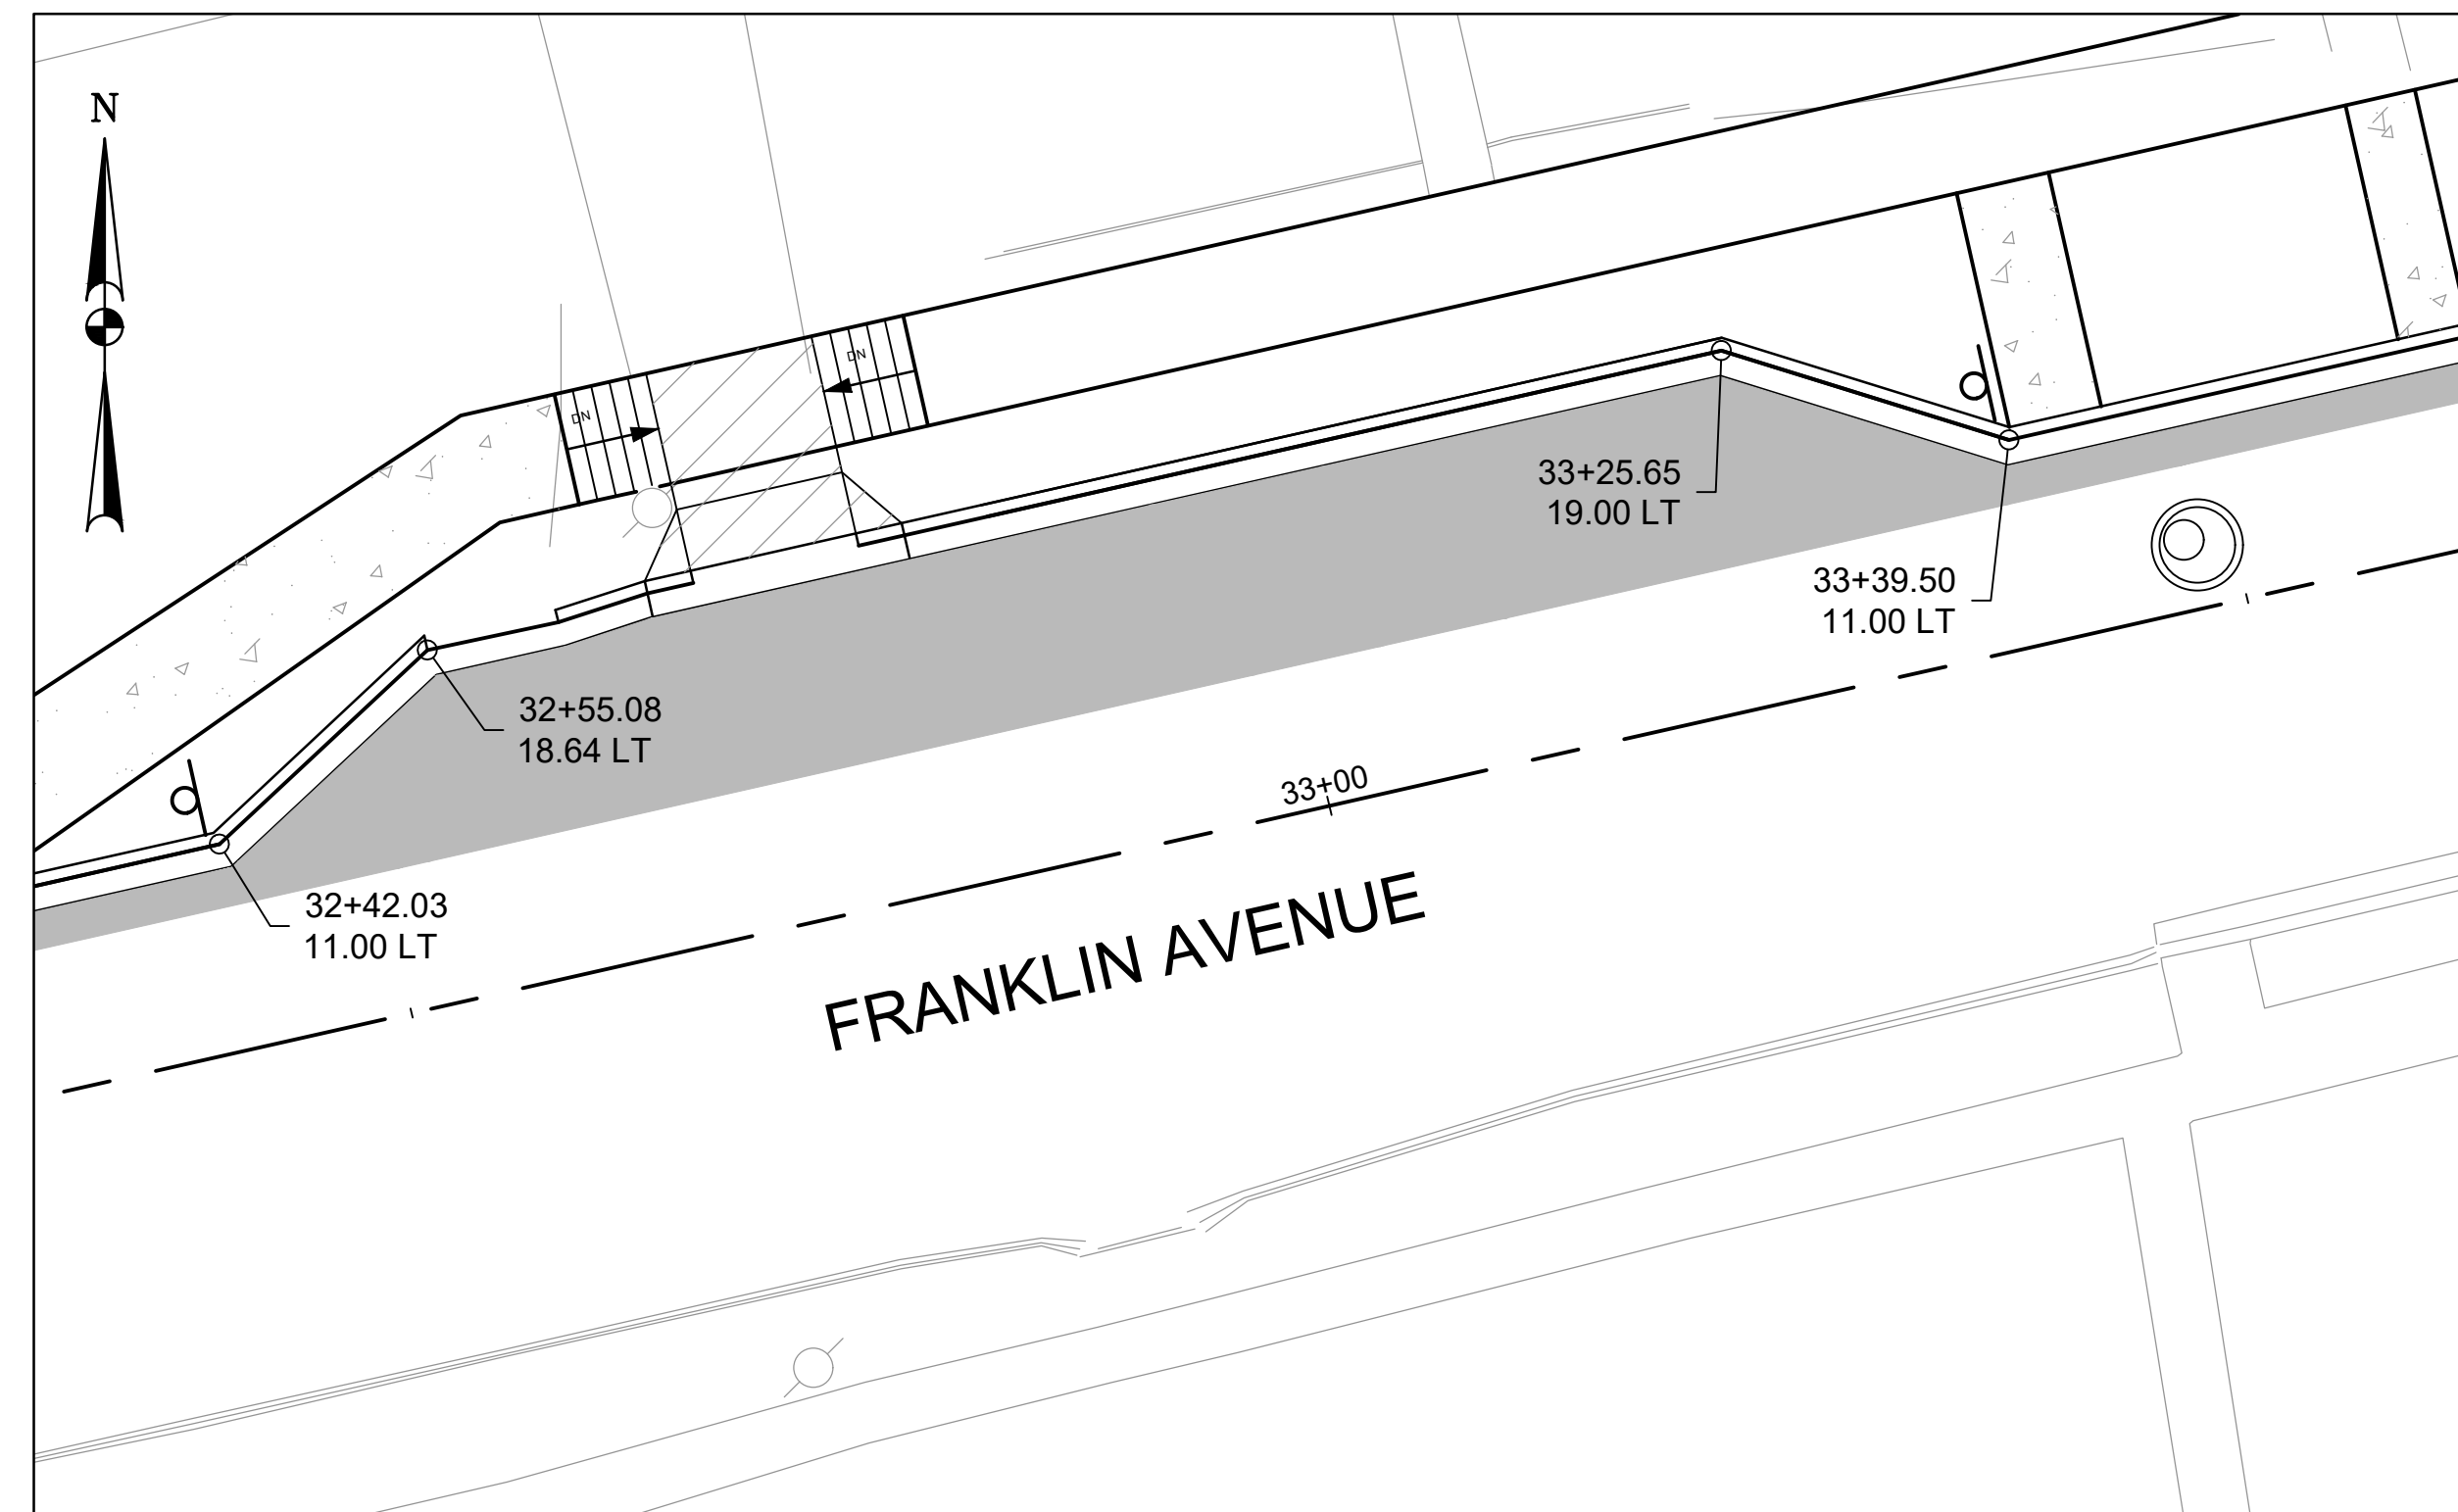 N
DN
DN
33+25.65
19.00 LT
33+39.50
11.00 LT
32+55.08
18.64 LT
33+00
32+42.03
11.00 LT
FRANKLIN AVENUE